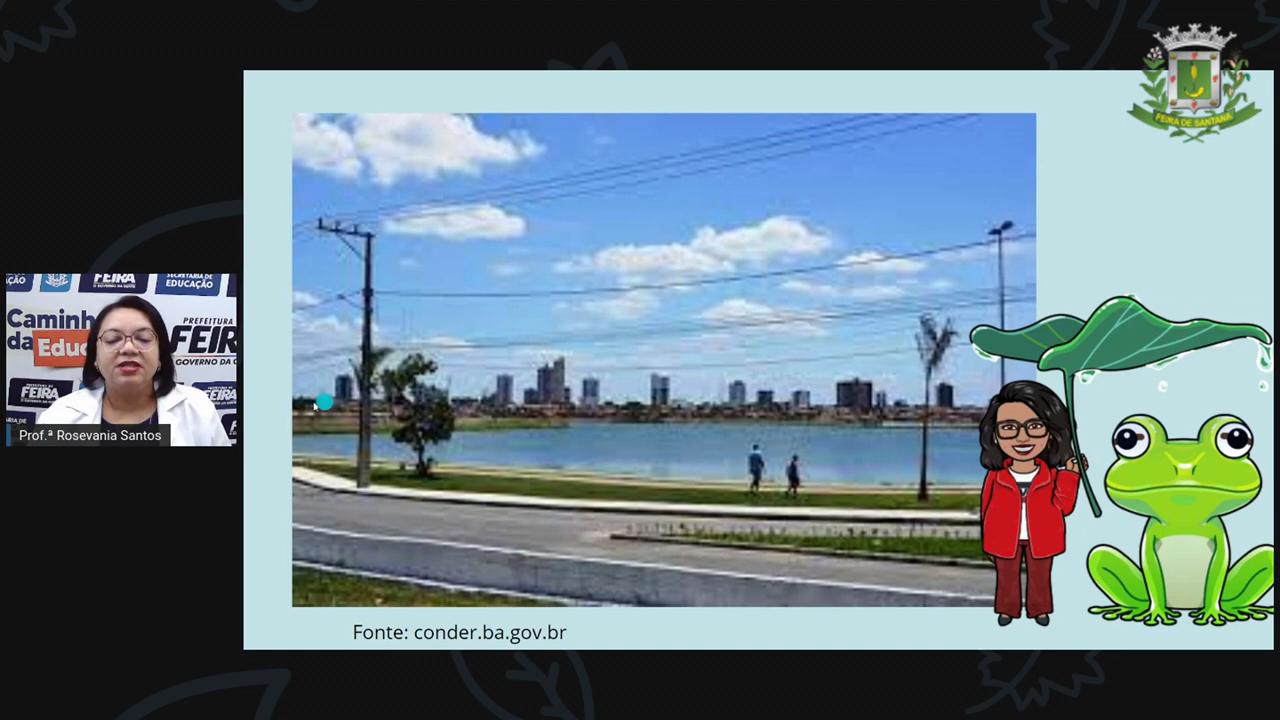 FEIRA DE SANTANA
AÇÃO
FEIRA
SECRETARIA DE
EDUCAÇÃO
Caminh
da Educ
PREFEITURA
FEIR
GOVERNO DA
FEIRA
Prof.ª Rosevania Santos
Fonte: conder.ba.gov.br